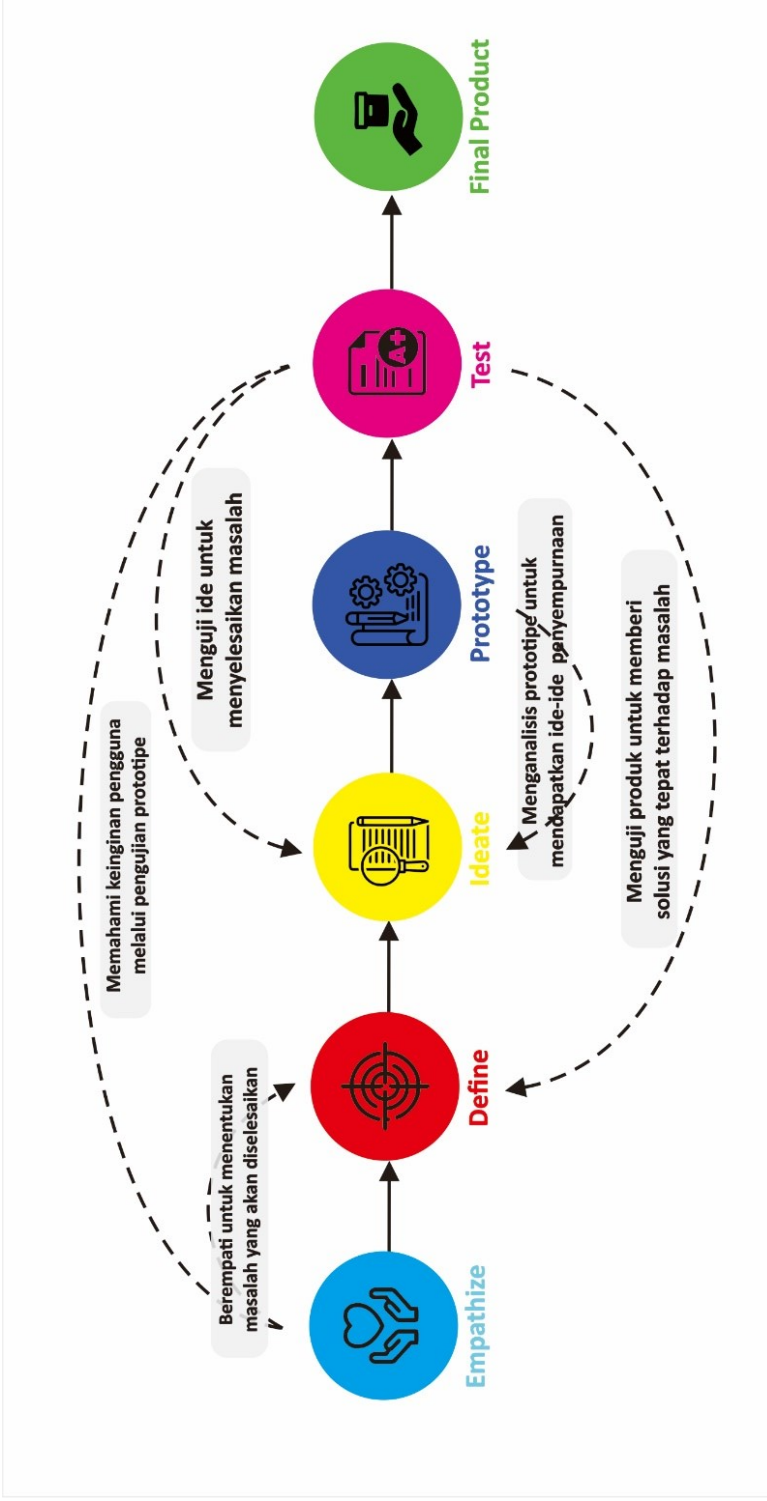 Memahami keinginan pengguna
melalui pengujian prototipe
Berempati untuk menentukan
masalah yang akan diselesaikan
Menguji ide untuk
menyelesaikan masalah
A+
Empathize
Define
Ideate
Prototype
Test
Final Product
Menganalisis prototipe untuk
mendapatkan ide-ide penyempurnaan
Menguji produk untuk memberi
solusi yang tepat terhadap masalah